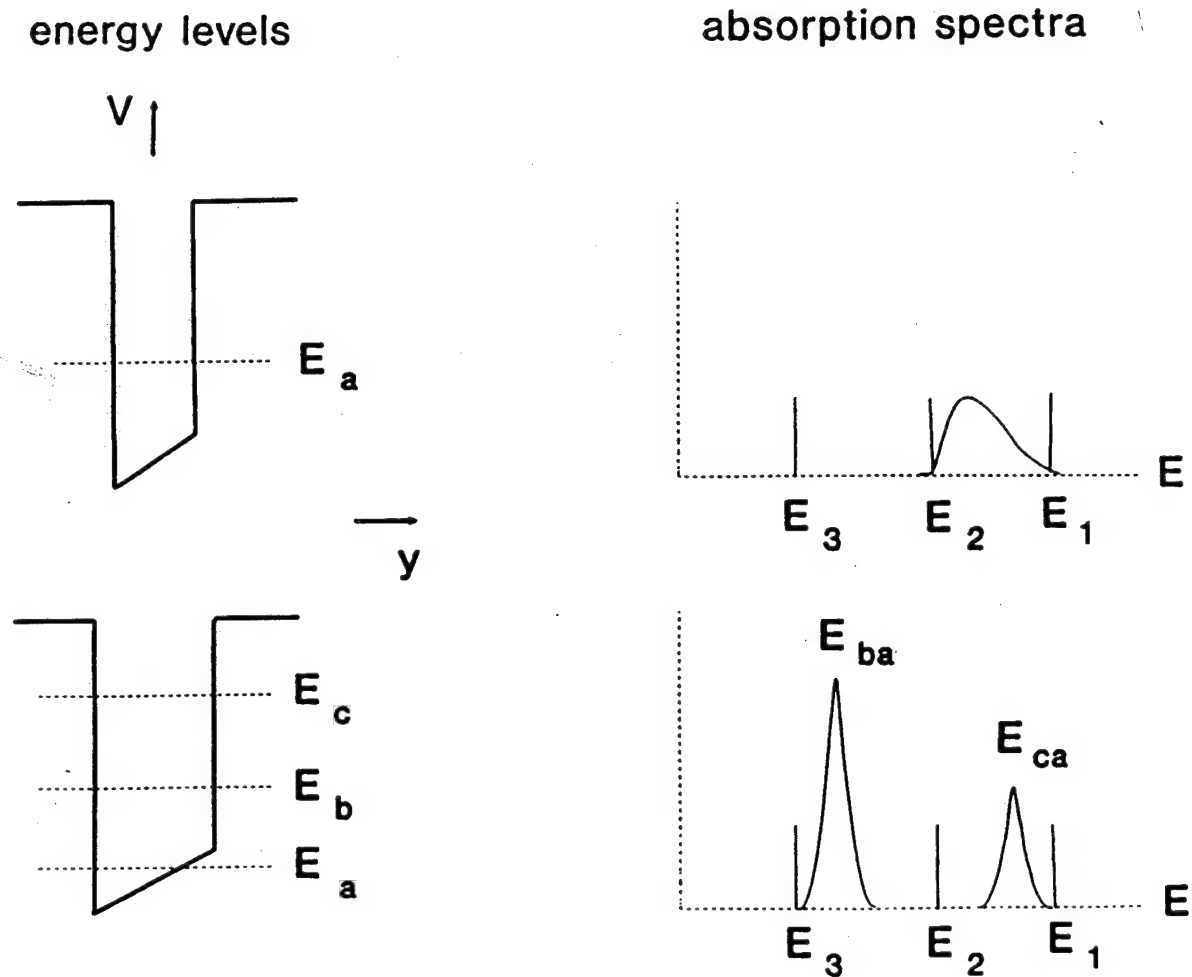 energy levels
absorption spectra
V
E a
E 3 E 2 E 1 E
y
E c
E b
E a
E ba
E ca
E 3 E 2 E 1 E